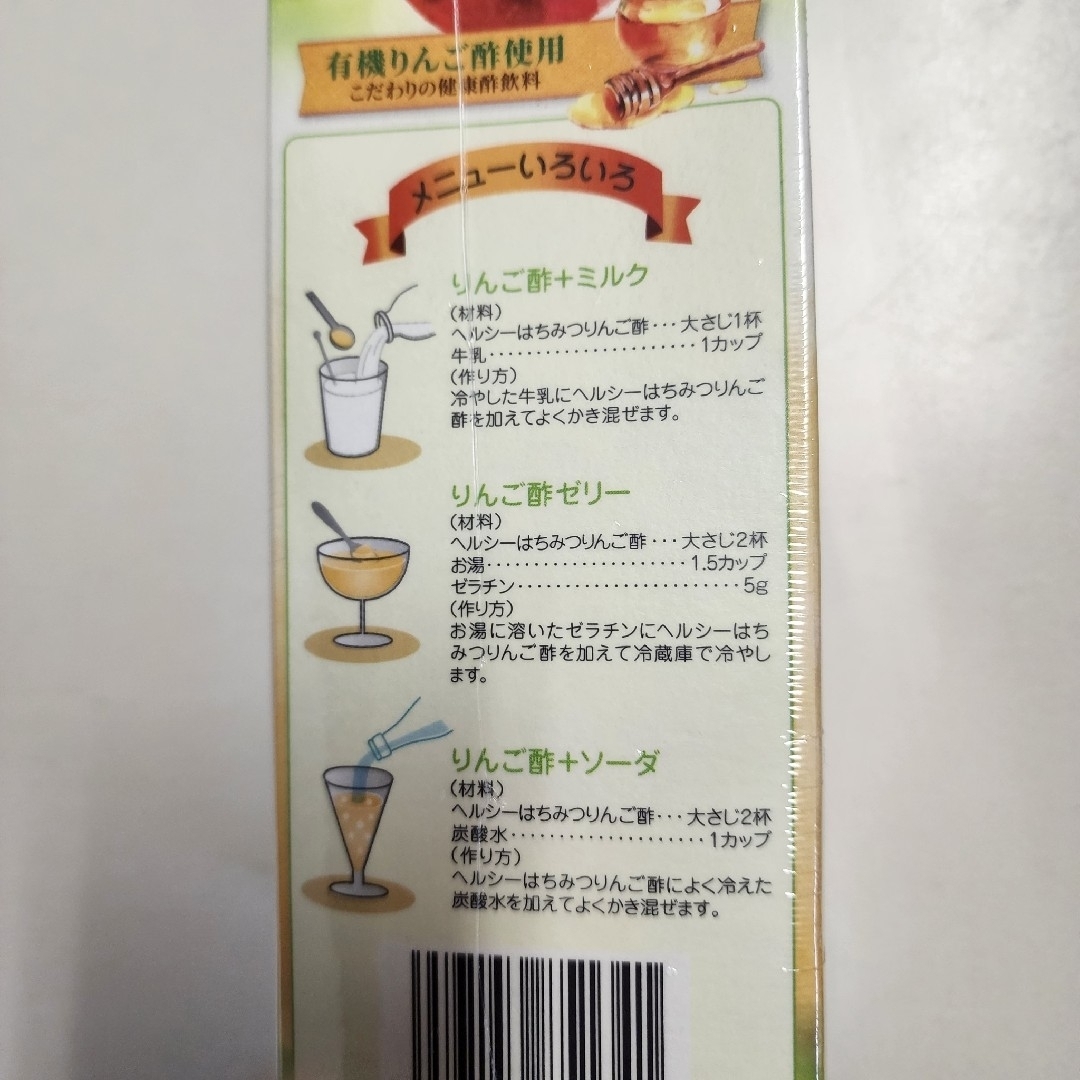 有機りんご酢使用
こだわりの健康酢飲料
メニューいろいろ
りんご酢+ミルク
(材料)
ヘルシーはちみつりんご酢・・・大さじ1杯
牛乳・・・・・・・・・・・・・・・・・・・・・・1カップ
(作り方)
冷やした牛乳にヘルシーはちみつりんご
酢を加えてよくかき混ぜます。
りんご酢ゼリー
(材料)
ヘルシーはちみつりんご酢・・・大さじ2杯
お湯・・・・・・・・・・・・・・・・・・・・・1.5カップ
ゼラチン・・・・・・・・・・・・・・・・・・・・・・・5g
(作り方)
お湯に溶いたゼラチンにヘルシーはち
みつりんご酢を加えて冷蔵庫で冷やし
ます。
りんご酢+ソーダ
(材料)
ヘルシーはちみつりんご酢・・・大さじ2杯
炭酸水・・・・・・・・・・・・・・・・・・・・1カップ
(作り方)
ヘルシーはちみつりんご酢によく冷えた
炭酸水を加えてよくかき混ぜます。